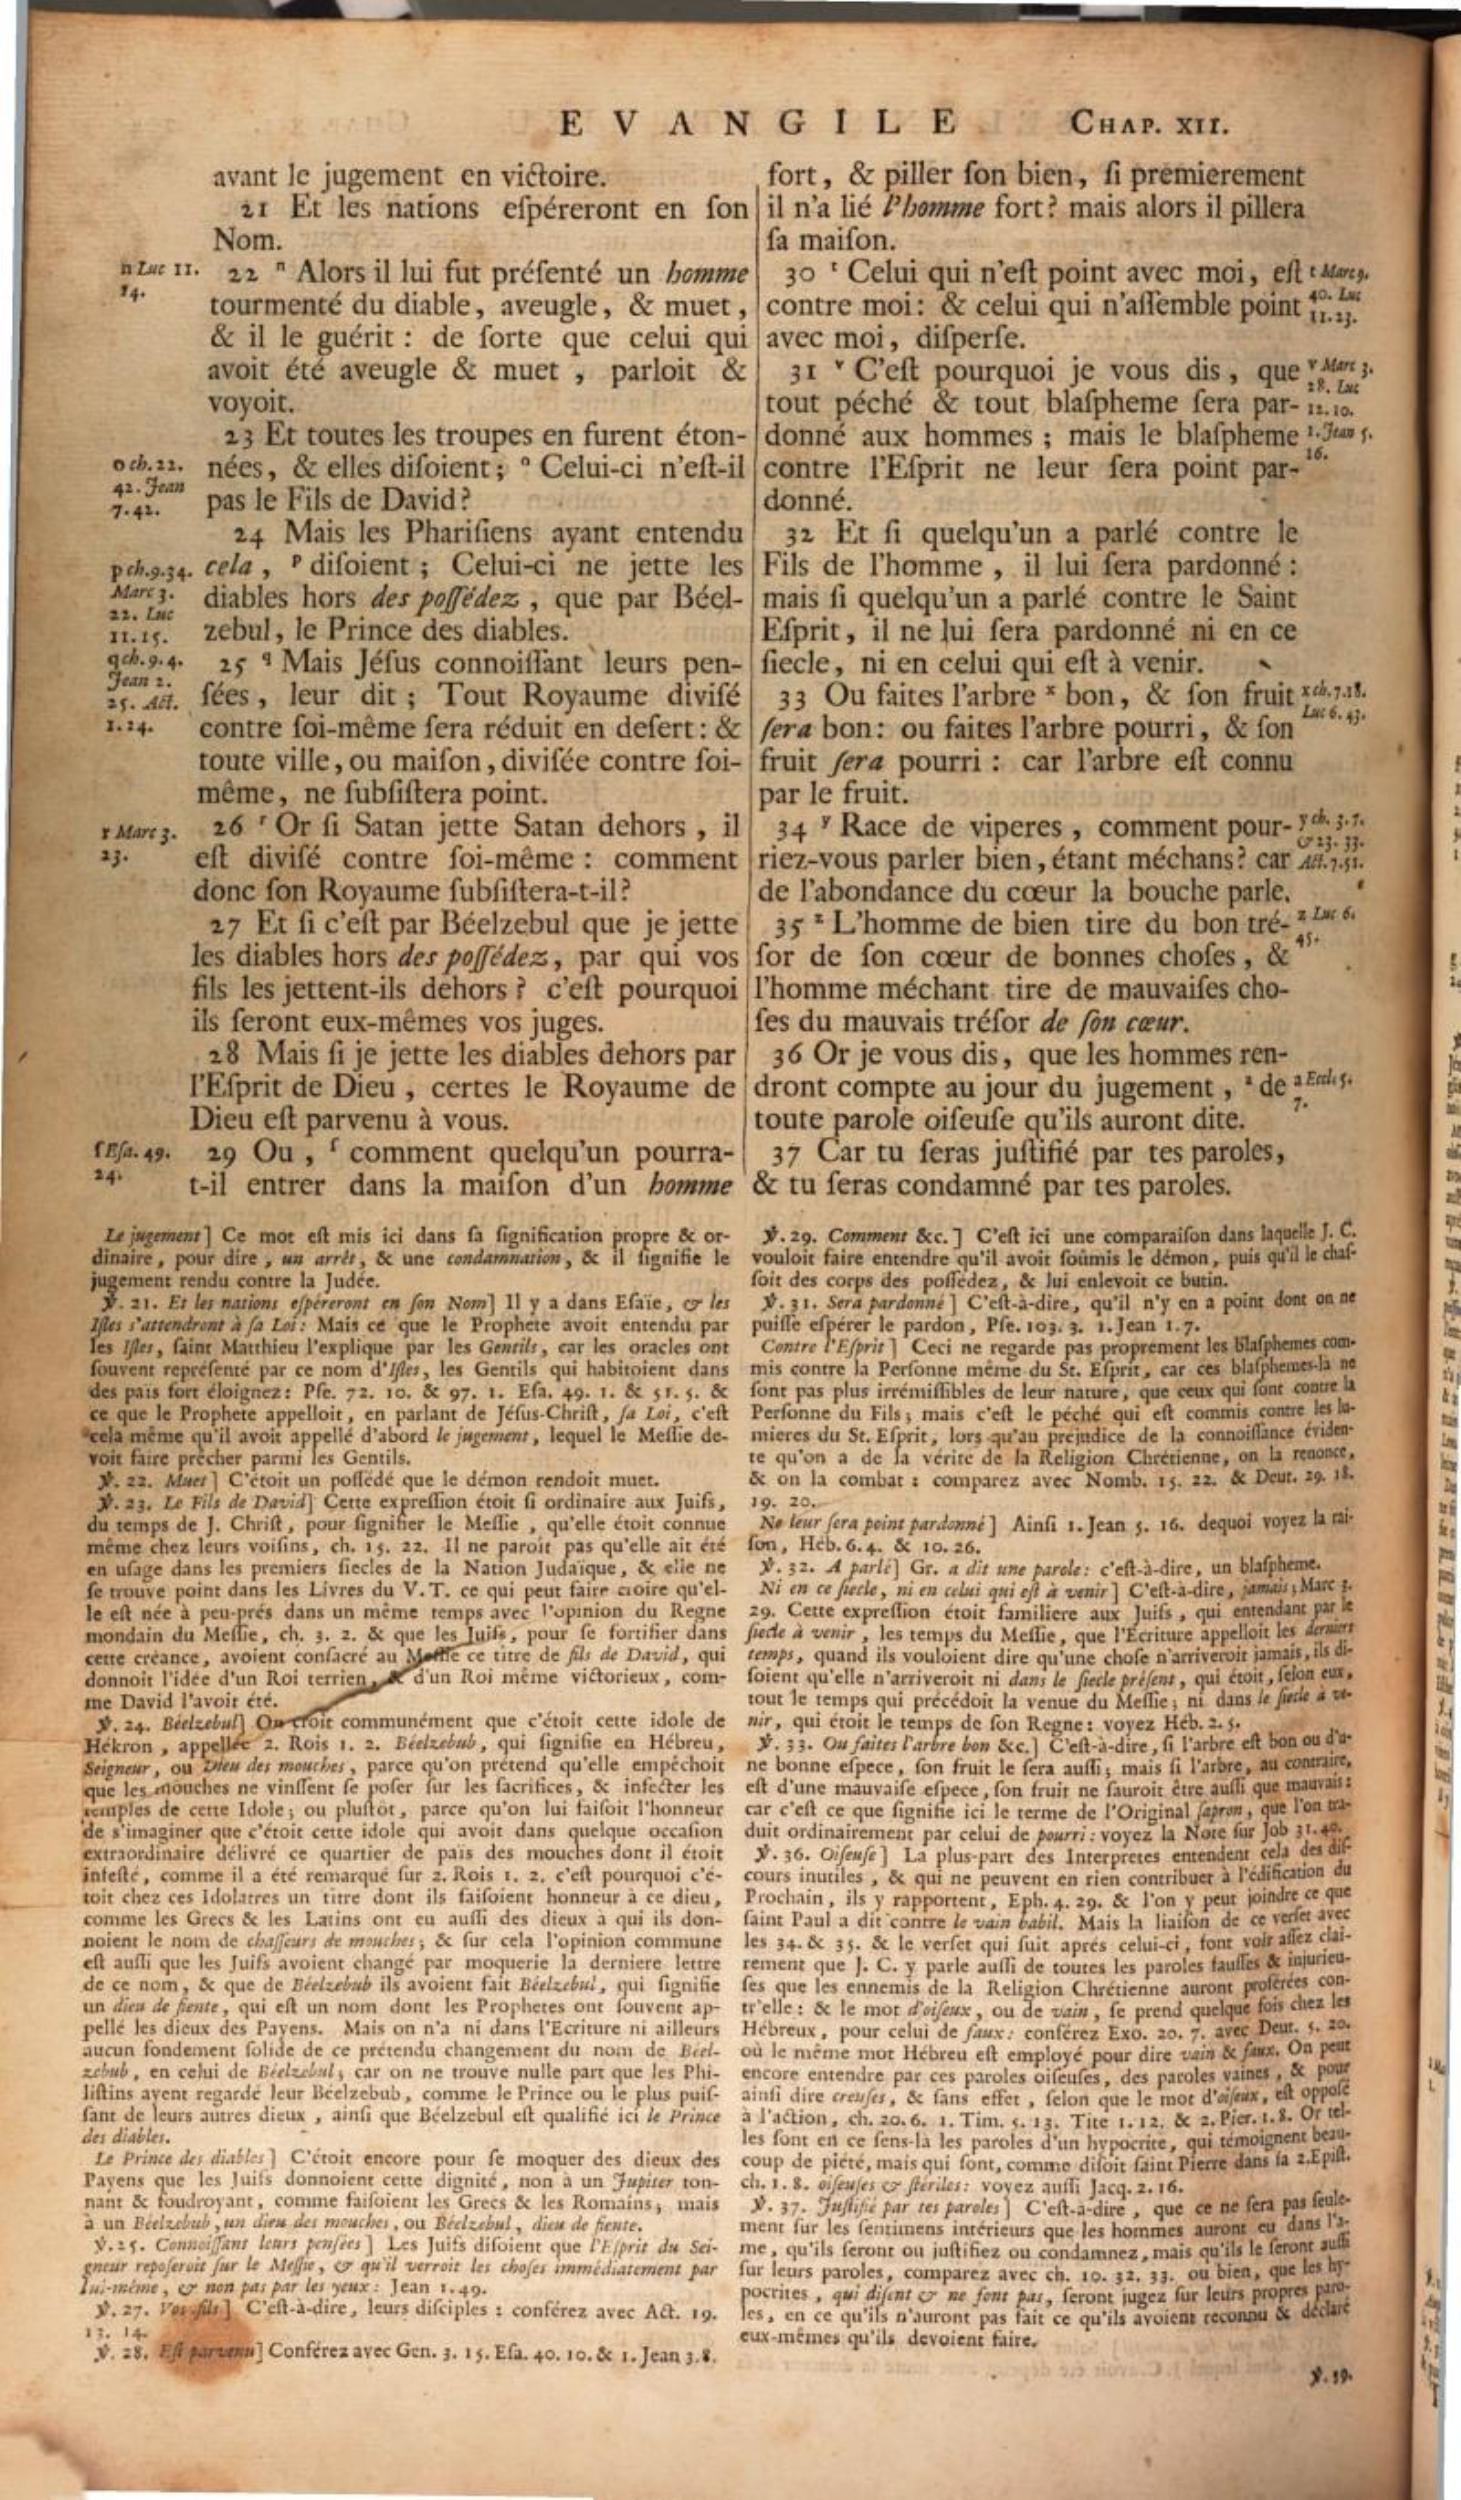 EVANGILE CHAP. XII.
avant le jugement en victoire.
21 Et les nations eſpéreront en ſon
Nom.
n Luc 11.
14.
22 ⁿ Alors il lui fut préſenté un homme
tourmenté du diable, aveugle, & muet,
& il le guérit : de ſorte que celui qui
avoit été aveugle & muet , parloit &
voyoit.
23 Et toutes les troupes en furent éton-
o ch. 22.
42. Jean
7. 42.
nées, & elles diſoient ; ᵒ Celui-ci n'eſt-il
pas le Fils de David ?
24 Mais les Phariſiens ayant entendu
p ch. 9. 34.
Marc 3.
22. Luc
11. 15.
cela , ᵖ diſoient ; Celui-ci ne jette les
diables hors des poſſédez , que par Béel-
zebul, le Prince des diables.
q ch. 9. 4.
Jean 2.
25. Act.
1. 24.
25 ^q Mais Jéſus connoiſſant leurs pen-
ſées , leur dit ; Tout Royaume diviſé
contre ſoi-même ſera réduit en deſert : &
toute ville, ou maiſon, diviſée contre ſoi-
même, ne ſubſiſtera point.
r Marc 3.
23.
26 ʳ Or ſi Satan jette Satan dehors , il
eſt diviſé contre ſoi-même : comment
donc ſon Royaume ſubſiſtera-t-il ?
27 Et ſi c'eſt par Béelzebul que je jette
les diables hors des poſſédez, par qui vos
fils les jettent-ils dehors ? c'eſt pourquoi
ils ſeront eux-mêmes vos juges.
28 Mais ſi je jette les diables dehors par
l'Eſprit de Dieu , certes le Royaume de
Dieu eſt parvenu à vous.
ſ Eſa. 49.
24.
29 Ou , ^ſ comment quelqu'un pourra-
t-il entrer dans la maiſon d'un homme
fort, & piller ſon bien, ſi premierement
il n'a lié l'homme fort ? mais alors il pillera
ſa maiſon.
30 ᵗ Celui qui n'eſt point avec moi, eſt
t Marc 9.
40. Luc
11. 23.
contre moi : & celui qui n'aſſemble point
avec moi, diſperſe.
31 ᵛ C'eſt pourquoi je vous dis , que
v Marc 3.
28. Luc
12. 10.
1. Jean 5.
16.
tout péché & tout blaſpheme ſera par-
donné aux hommes ; mais le blaſpheme
contre l'Eſprit ne leur ſera point par-
donné.
32 Et ſi quelqu'un a parlé contre le
Fils de l'homme , il lui ſera pardonné :
mais ſi quelqu'un a parlé contre le Saint
Eſprit, il ne lui ſera pardonné ni en ce
ſiecle, ni en celui qui eſt à venir.
33 Ou faites l'arbre ˣ bon, & ſon fruit
x ch. 7. 18.
Luc 6. 43.
ſera bon : ou faites l'arbre pourri, & ſon
fruit ſera pourri : car l'arbre eſt connu
par le fruit.
34 ʸ Race de viperes , comment pour-
y ch. 3. 7.
& 23. 33.
Act. 7. 51.
riez-vous parler bien, étant méchans ? car
de l'abondance du cœur la bouche parle.
35 ᶻ L'homme de bien tire du bon tré-
z Luc 6.
45.
ſor de ſon cœur de bonnes choſes , &
l'homme méchant tire de mauvaiſes cho-
ſes du mauvais tréſor de ſon cœur.
36 Or je vous dis, que les hommes ren-
dront compte au jour du jugement , ᵃ de
a Eccl. 5.
7.
toute parole oiſeuſe qu'ils auront dite.
37 Car tu ſeras juſtifié par tes paroles,
& tu ſeras condamné par tes paroles.
Le jugement ] Ce mot eſt mis ici dans ſa ſignification propre & or-
dinaire, pour dire, un arrêt, & une condamnation, & il ſignifie le
jugement rendu contre la Judée.
℣. 21. Et les nations eſpéreront en ſon Nom] Il y a dans Eſaïe, & les
Iſles s'attendront à ſa Loi : Mais ce que le Prophete avoit entendu par
les Iſles, ſaint Matthieu l'explique par les Gentils, car les oracles ont
ſouvent repréſenté par ce nom d'Iſles, les Gentils qui habitoient dans
des païs fort éloignez : Pſe. 72. 10. & 97. 1. Eſa. 49. 1. & 51. 5. &
ce que le Prophete appelloit, en parlant de Jéſus-Chriſt, ſa Loi, c'eſt
cela même qu'il avoit appellé d'abord le jugement, lequel le Meſſie de-
voit faire prêcher parmi les Gentils.
℣. 22. Muet ] C'étoit un poſſédé que le démon rendoit muet.
℣. 23. Le Fils de David] Cette expreſſion étoit ſi ordinaire aux Juifs,
du temps de J. Chriſt, pour ſignifier le Meſſie , qu'elle étoit connue
même chez leurs voiſins, ch. 15. 22. Il ne paroit pas qu'elle ait été
en uſage dans les premiers ſiecles de la Nation Judaïque, & elle ne
ſe trouve point dans les Livres du V. T. ce qui peut faire croire qu'el-
le eſt née à peu-prés dans un même temps avec l'opinion du Regne
mondain du Meſſie, ch. 3. 2. & que les Juifs, pour ſe fortifier dans
cette créance, avoient conſacré au Meſſie ce titre de fils de David, qui
donnoit l'idée d'un Roi terrien, & d'un Roi même victorieux, com-
me David l'avoit été.
℣. 24. Béelzebul] On croit communément que c'étoit cette idole de
Hékron , appellée 2. Rois 1. 2. Béelzebub, qui ſignifie en Hébreu,
Seigneur, ou Dieu des mouches, parce qu'on prétend qu'elle empêchoit
que les mouches ne vinſſent ſe poſer ſur les ſacrifices, & infecter les
temples de cette Idole ; ou pluſtôt, parce qu'on lui faiſoit l'honneur
de s'imaginer que c'étoit cette idole qui avoit dans quelque occaſion
extraordinaire délivré ce quartier de païs des mouches dont il étoit
infeſté, comme il a été remarqué ſur 2. Rois 1. 2. c'eſt pourquoi c'é-
toit chez ces Idolatres un titre dont ils faiſoient honneur à ce dieu,
comme les Grecs & les Latins ont eu auſſi des dieux à qui ils don-
noient le nom de chaſſeurs de mouches ; & ſur cela l'opinion commune
eſt auſſi que les Juifs avoient changé par moquerie la derniere lettre
de ce nom, & que de Béelzebub ils avoient fait Béelzebul, qui ſignifie
un dieu de fiente, qui eſt un nom dont les Prophetes ont ſouvent ap-
pellé les dieux des Payens. Mais on n'a ni dans l'Ecriture ni ailleurs
aucun fondement ſolide de ce prétendu changement du nom de Béel-
zebub, en celui de Béelzebul ; car on ne trouve nulle part que les Phi-
liſtins ayent regardé leur Béelzebub, comme le Prince ou le plus puiſ-
ſant de leurs autres dieux , ainſi que Béelzebul eſt qualifié ici le Prince
des diables.
Le Prince des diables ] C'étoit encore pour ſe moquer des dieux des
Payens que les Juifs donnoient cette dignité, non à un Jupiter ton-
nant & foudroyant, comme faiſoient les Grecs & les Romains ; mais
à un Béelzebub, un dieu des mouches, ou Béelzebul, dieu de fiente.
℣. 25. Connoiſſant leurs penſées ] Les Juifs diſoient que l'Eſprit du Sei-
gneur repoſeroit ſur le Meſſie, & qu'il verroit les choſes immédiatement par
lui-même, & non pas par les yeux : Jean 1. 49.
℣. 27. Vos fils ] C'eſt-à-dire, leurs diſciples : conférez avec Act. 19.
13. 14.
℣. 28. Eſt parvenu] Conférez avec Gen. 3. 15. Eſa. 40. 10. & 1. Jean 3. 8.
℣. 29. Comment &c. ] C'eſt ici une comparaiſon dans laquelle J. C.
vouloit faire entendre qu'il avoit ſoûmis le démon, puis qu'il le chaſ-
ſoit des corps des poſſédez, & lui enlevoit ce butin.
℣. 31. Sera pardonné ] C'eſt-à-dire, qu'il n'y en a point dont on ne
puiſſe eſpérer le pardon, Pſe. 103. 3. 1. Jean 1. 7.
Contre l'Eſprit ] Ceci ne regarde pas proprement les blaſphemes com-
mis contre la Perſonne même du St. Eſprit, car ces blaſphemes-là ne
ſont pas plus irrémiſſibles de leur nature, que ceux qui ſont contre la
Perſonne du Fils ; mais c'eſt le péché qui eſt commis contre les lu-
mieres du St. Eſprit, lors qu'au préjudice de la connoiſſance éviden-
te qu'on a de la vérité de la Religion Chrétienne, on la renonce,
& on la combat : comparez avec Nomb. 15. 22. & Deut. 29. 18.
19. 20.
Ne leur ſera point pardonné ] Ainſi 1. Jean 5. 16. dequoi voyez la rai-
ſon, Héb. 6. 4. & 10. 26.
℣. 32. A parlé] Gr. a dit une parole : c'eſt-à-dire, un blaſpheme.
Ni en ce ſiecle, ni en celui qui eſt à venir ] C'eſt-à-dire, jamais ; Marc 3.
29. Cette expreſſion étoit familiere aux Juifs , qui entendant par le
ſiecle à venir , les temps du Meſſie, que l'Ecriture appelloit les derniers
temps, quand ils vouloient dire qu'une choſe n'arriveroit jamais, ils di-
ſoient qu'elle n'arriveroit ni dans le ſiecle préſent, qui étoit, ſelon eux,
tout le temps qui précédoit la venue du Meſſie ; ni dans le ſiecle à ve-
nir, qui étoit le temps de ſon Regne : voyez Héb. 2. 5.
℣. 33. Ou faites l'arbre bon &c.] C'eſt-à-dire, ſi l'arbre eſt bon ou d'u-
ne bonne eſpece, ſon fruit le ſera auſſi ; mais ſi l'arbre, au contraire,
eſt d'une mauvaiſe eſpece, ſon fruit ne ſauroit être auſſi que mauvais :
car c'eſt ce que ſignifie ici le terme de l'Original ſapron, que l'on tra-
duit ordinairement par celui de pourri : voyez la Note ſur Job 31. 40.
℣. 36. Oiſeuſe ] La plus-part des Interpretes entendent cela des diſ-
cours inutiles , & qui ne peuvent en rien contribuer à l'édification du
Prochain , ils y rapportent, Eph. 4. 29. & l'on y peut joindre ce que
ſaint Paul a dit contre le vain babil. Mais la liaiſon de ce verſet avec
les 34. & 35. & le verſet qui ſuit aprés celui-ci, font voir aſſez clai-
rement que J. C. y parle auſſi de toutes les paroles fauſſes & injurieu-
ſes que les ennemis de la Religion Chrétienne auront proférées con-
tr'elle : & le mot d'oiſeux, ou de vain, ſe prend quelque fois chez les
Hébreux, pour celui de faux : conférez Exo. 20. 7. avec Deut. 5. 20.
où le même mot Hébreu eſt employé pour dire vain & faux. On peut
encore entendre par ces paroles oiſeuſes, des paroles vaines , & pour
ainſi dire creuſes, & ſans effet , ſelon que le mot d'oiſeux, eſt oppoſé
à l'action, ch. 20. 6. 1. Tim. 5. 13. Tite 1. 12. & 2. Pier. 1. 8. Or tel-
les ſont en ce ſens-là les paroles d'un hypocrite, qui témoignent beau-
coup de piété, mais qui ſont, comme diſoit ſaint Pierre dans ſa 2. Epiſt.
ch. 1. 8. oiſeuſes & ſtériles : voyez auſſi Jacq. 2. 16.
℣. 37. Juſtifié par tes paroles ] C'eſt-à-dire , que ce ne ſera pas ſeule-
ment ſur les ſentimens intérieurs que les hommes auront eu dans l'a-
me, qu'ils ſeront ou juſtifiez ou condamnez, mais qu'ils le ſeront auſſi
ſur leurs paroles, comparez avec ch. 10. 32. 33. ou bien, que les hy-
pocrites , qui diſent & ne font pas, ſeront jugez ſur leurs propres paro-
les, en ce qu'ils n'auront pas fait ce qu'ils avoient reconnu & déclaré
eux-mêmes qu'ils devoient faire.
℣. 39.